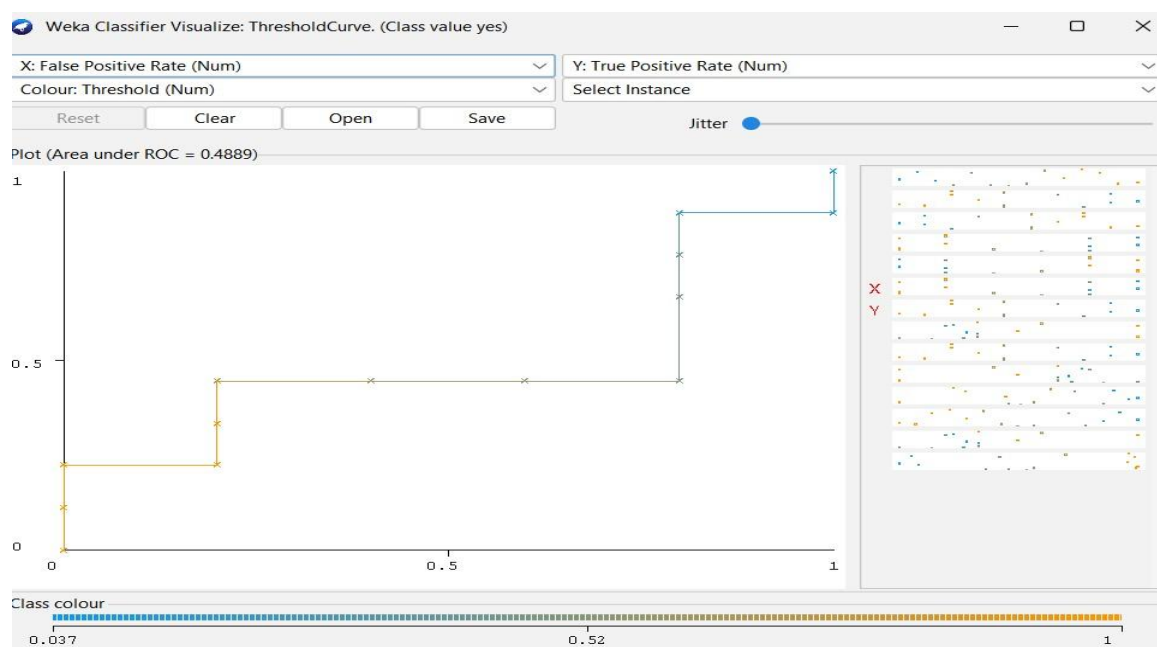 Weka Classifier Visualize: ThresholdCurve. (Class value yes)
X: False Positive Rate (Num)
Y: True Positive Rate (Num)
Colour: Threshold (Num)
Select Instance
Reset
Clear
Open
Save
Jitter
Plot (Area under ROC = 0.4889)
1
0.5
0
0
0.5
1
X
Y
Class colour
0.037
0.52
1